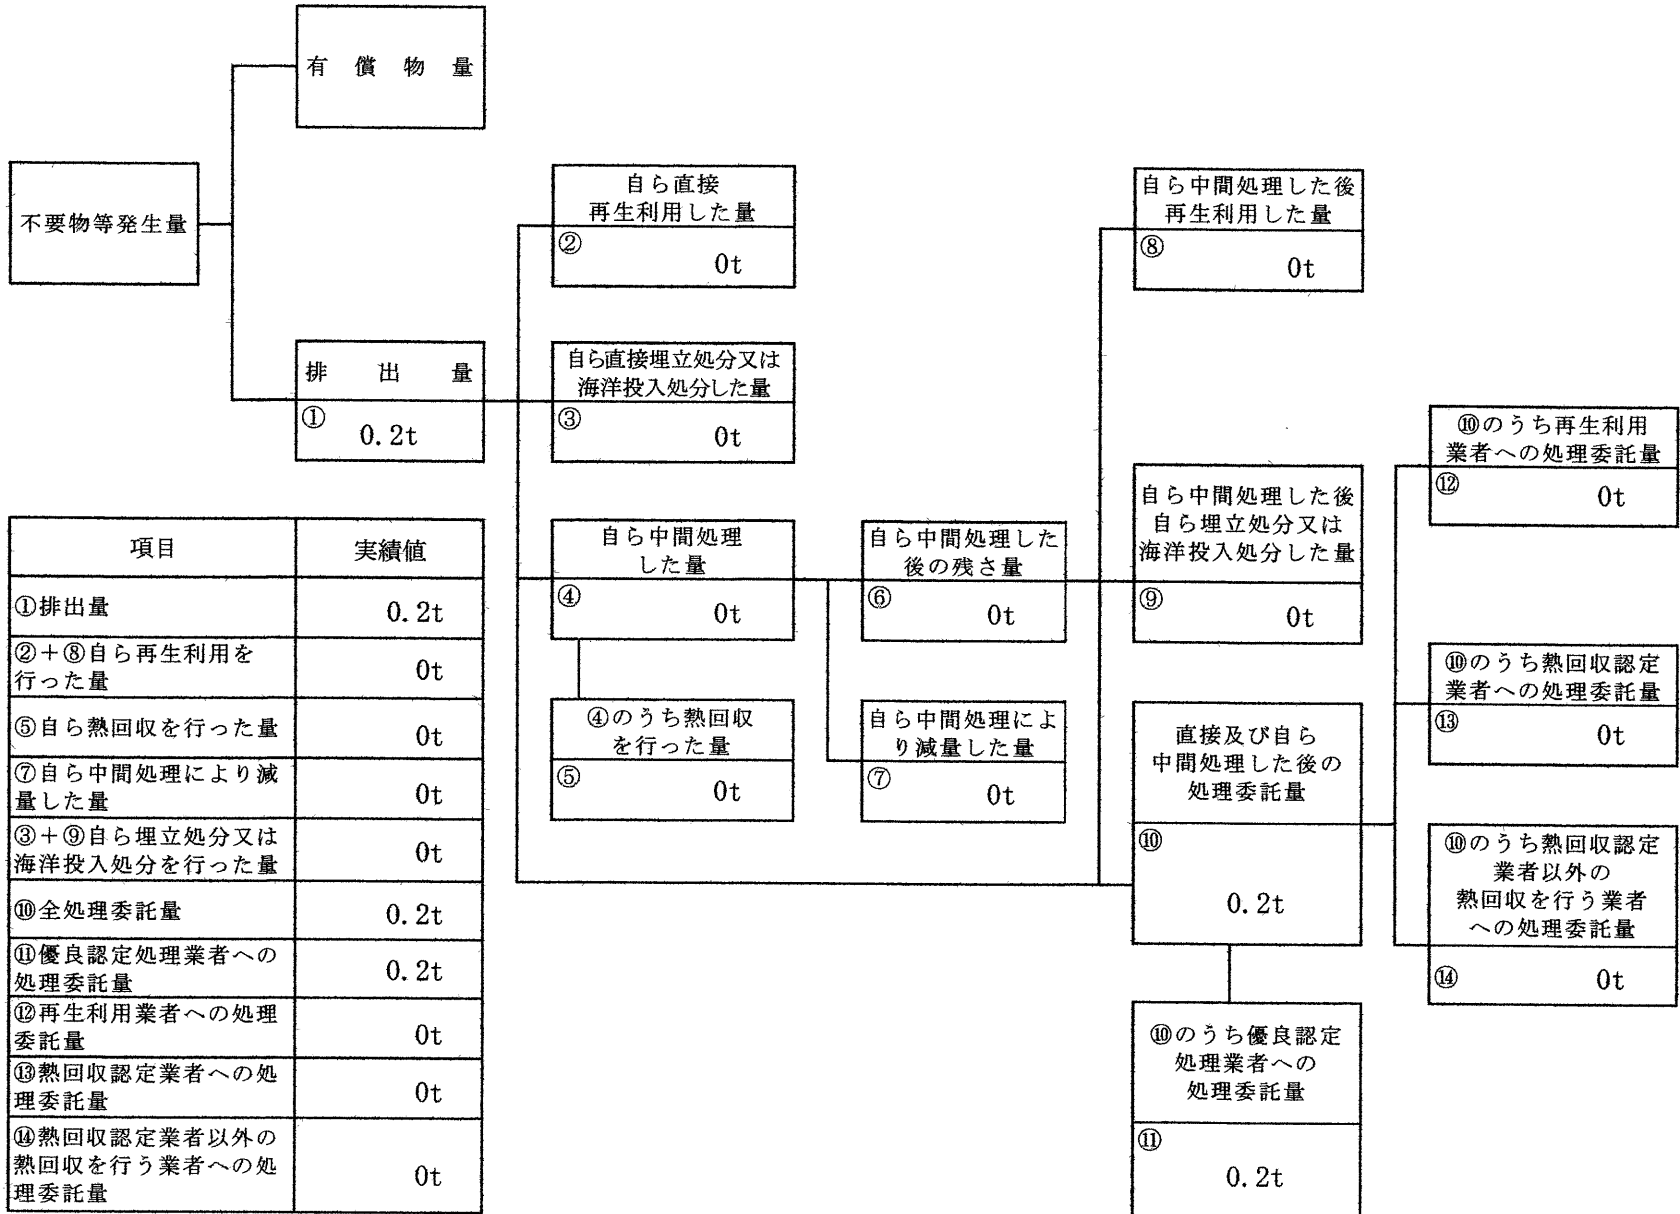 有償物量
不要物等発生量
排出量
① 0.2t
自ら直接
再生利用した量
② 0t
自ら直接埋立処分又は
海洋投入処分した量
③ 0t
自ら中間処理
した量
④ 0t
④のうち熱回収
を行った量
⑤ 0t
自ら中間処理した
後の残さ量
⑥ 0t
自ら中間処理によ
り減量した量
⑦ 0t
自ら中間処理した後
再生利用した量
⑧ 0t
自ら中間処理した後
自ら埋立処分又は
海洋投入処分した量
⑨ 0t
直接及び自ら
中間処理した後の
処理委託量
⑩ 0.2t
⑩のうち優良認定
処理業者への
処理委託量
⑪ 0.2t
⑩のうち再生利用
業者への処理委託量
⑫ 0t
⑩のうち熱回収認定
業者への処理委託量
⑬ 0t
⑩のうち熱回収認定
業者以外の
熱回収を行う業者
への処理委託量
⑭ 0t
項目 実績値
①排出量 0.2t
②+⑧自ら再生利用を
行った量 0t
⑤自ら熱回収を行った量 0t
⑦自ら中間処理により減
量した量 0t
③+⑨自ら埋立処分又は
海洋投入処分を行った量 0t
⑩全処理委託量 0.2t
⑪優良認定処理業者への
処理委託量 0.2t
⑫再生利用業者への処理
委託量 0t
⑬熱回収認定業者への処
理委託量 0t
⑭熱回収認定業者以外の
熱回収を行う業者への処
理委託量 0t